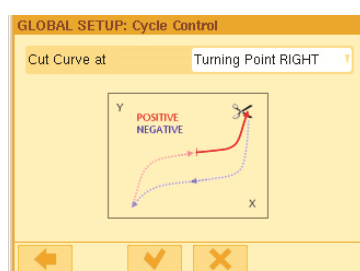 GLOBAL SETUP: Cycle Control
Cut Curve at Turning Point RIGHT
Y
POSITIVE
NEGATIVE
X